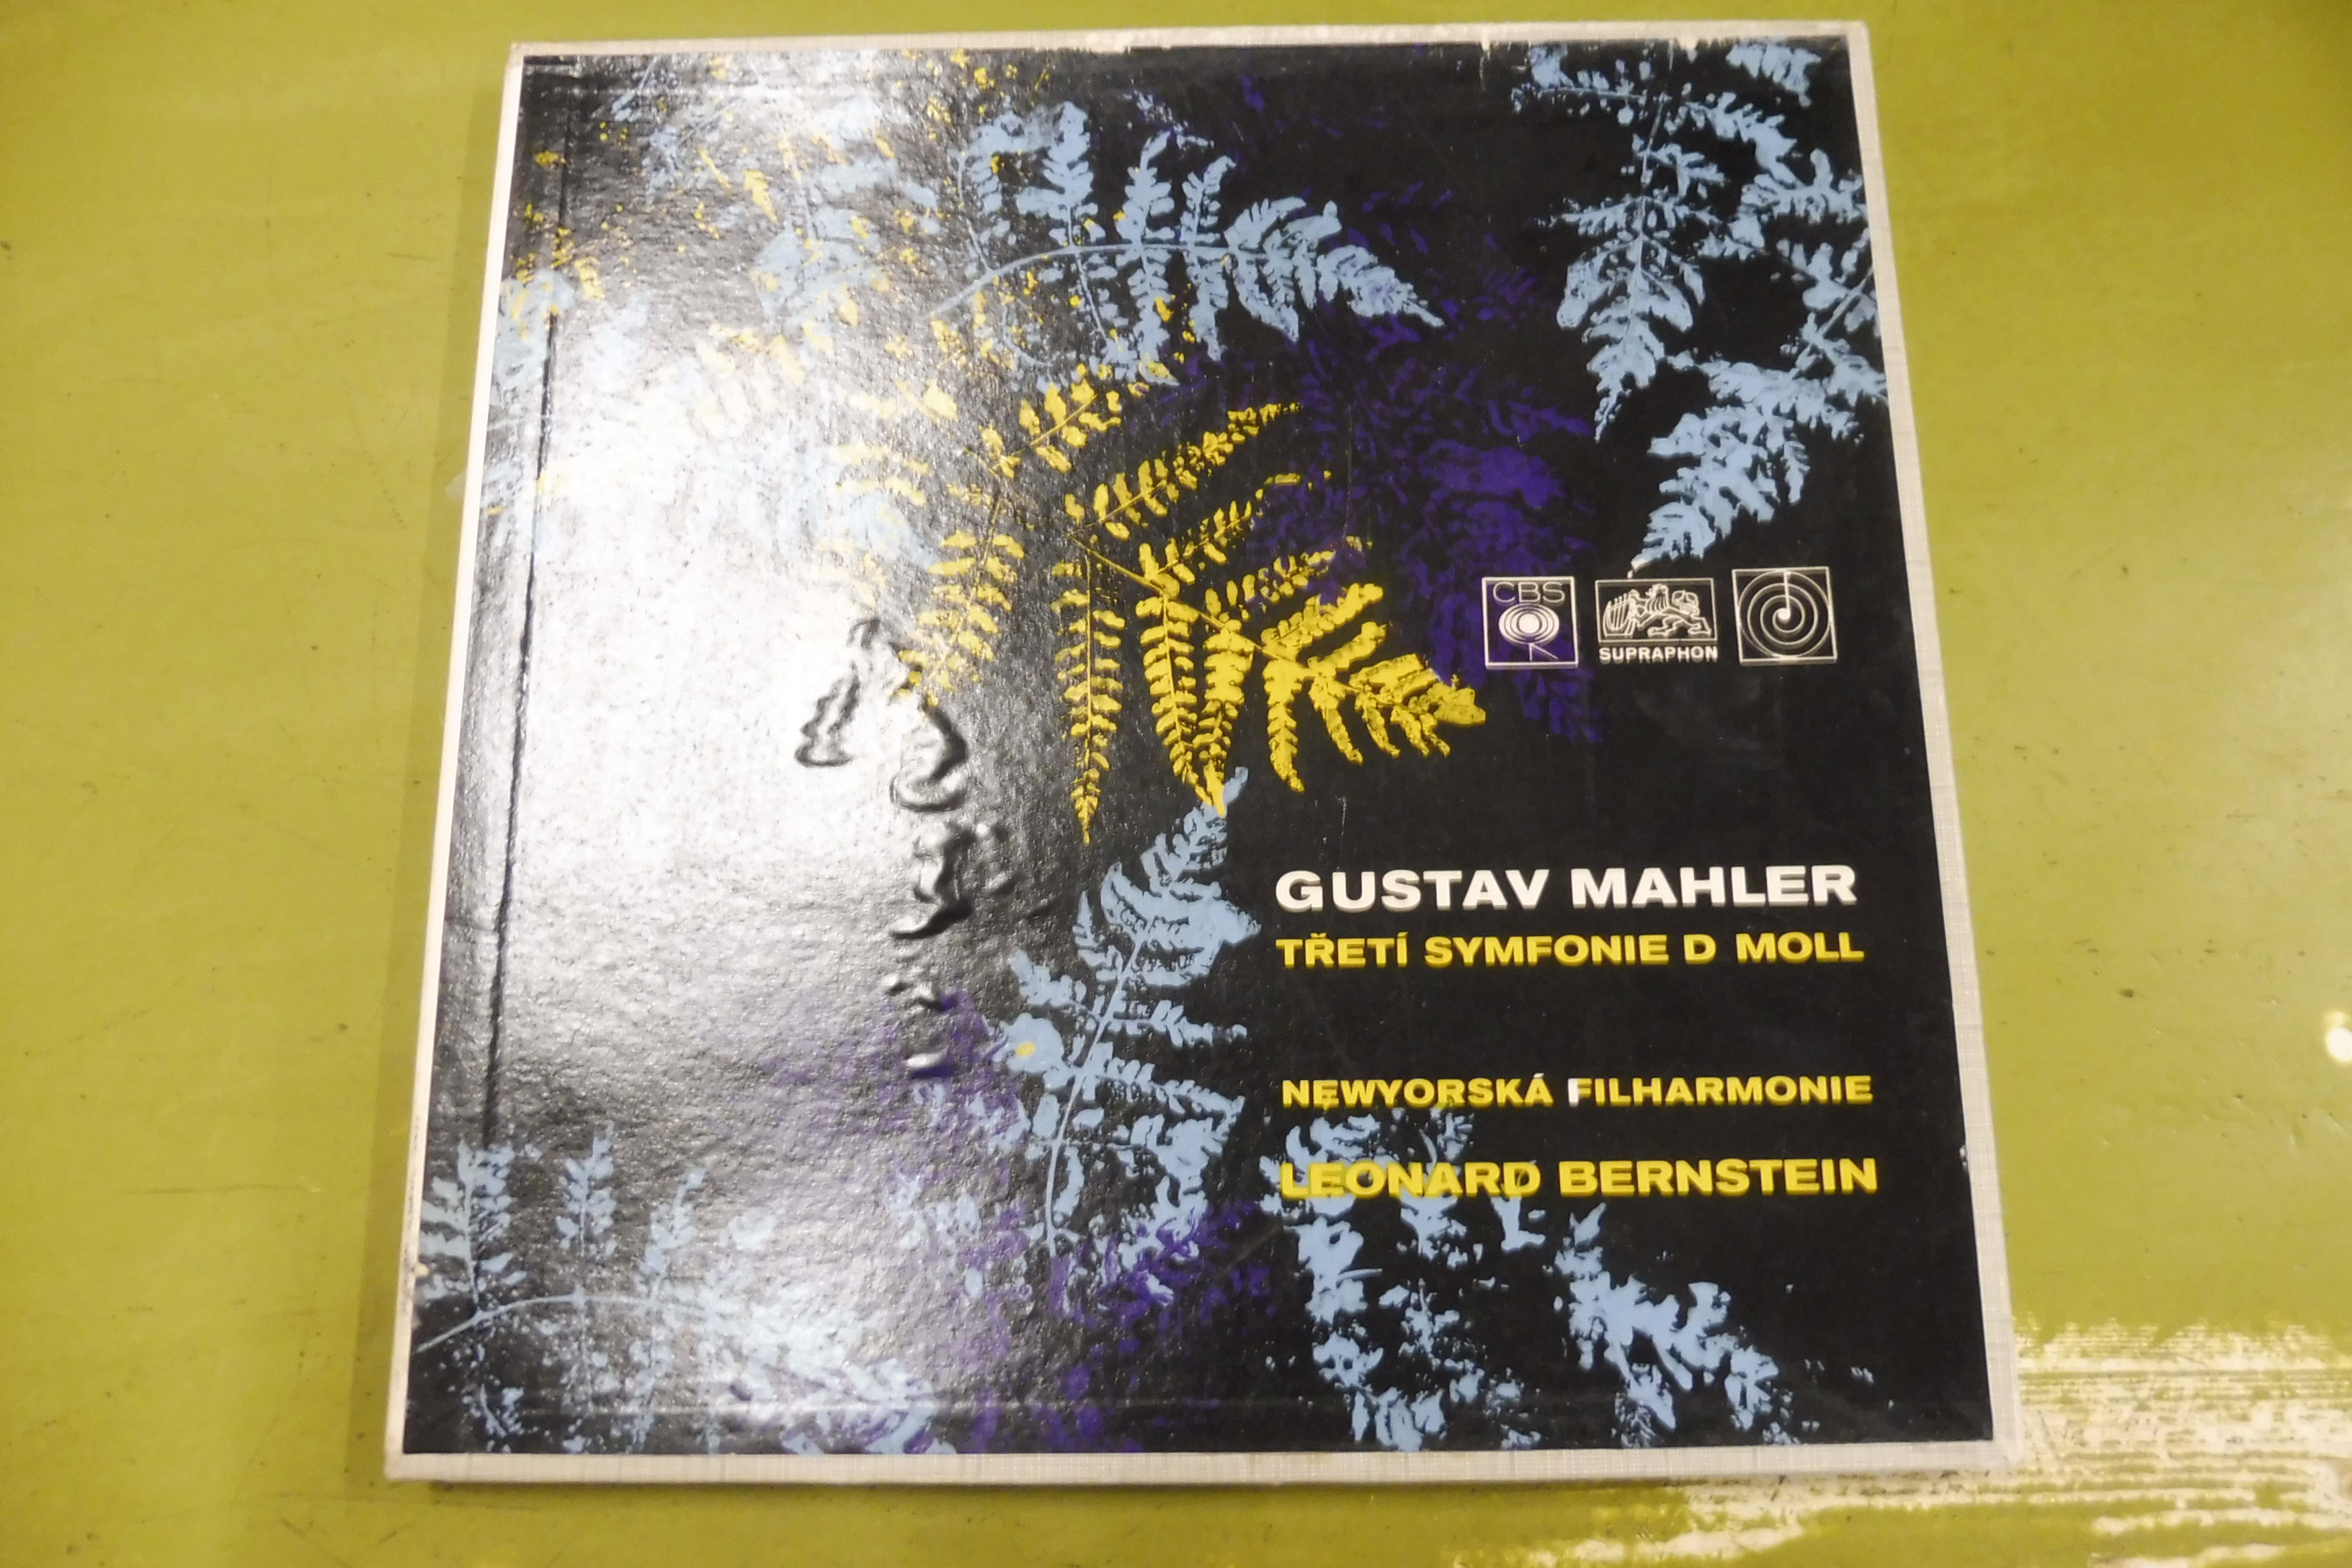 CBS
SUPRAPHON
GUSTAV MAHLER
TŘETÍ SYMFONIE D MOLL
NEWYORSKÁ FILHARMONIE
LEONARD BERNSTEIN